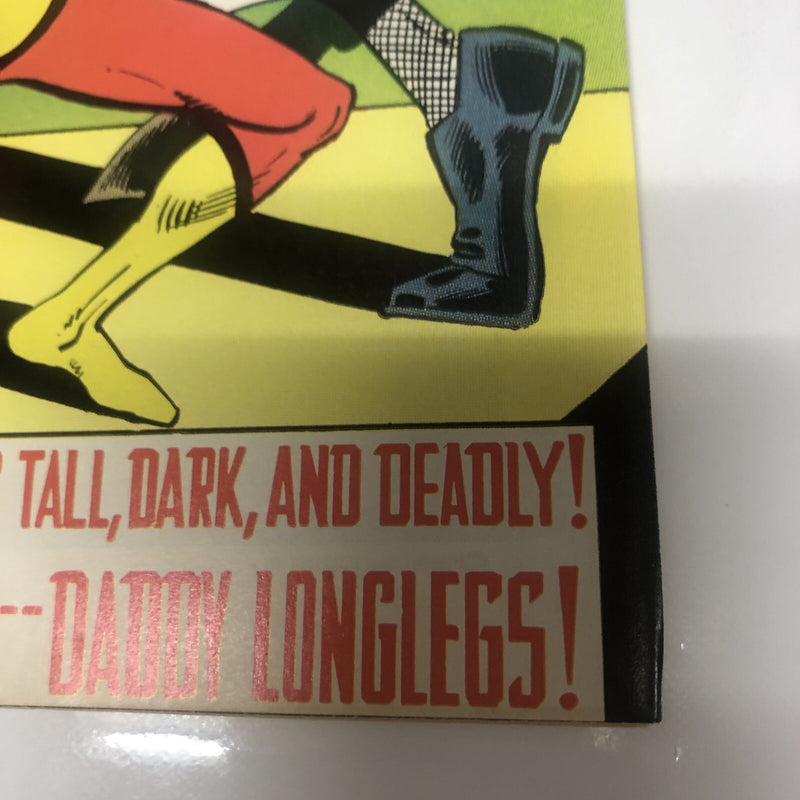 TALL, DARK, AND DEADLY!
--DADDY LONGLEGS!